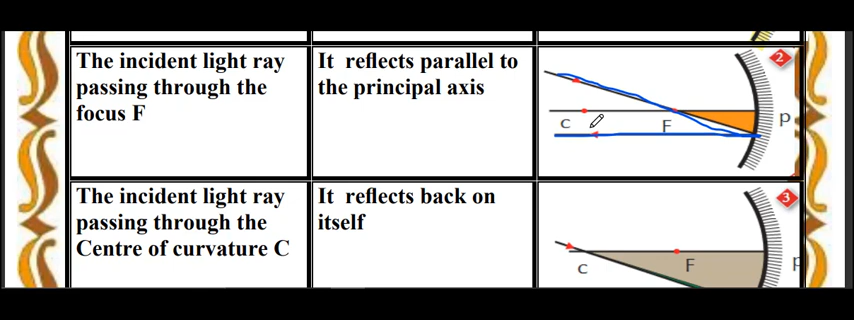 The incident light ray
passing through the
focus F
It reflects parallel to
the principal axis
2
C
F
p
The incident light ray
passing through the
Centre of curvature C
It reflects back on
itself
3
C
F
p